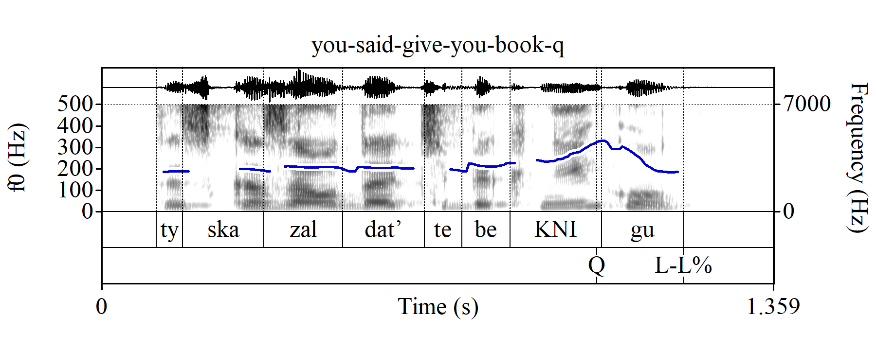 you-said-give-you-book-q
500
400
300
200
100
0
f0 (Hz)
7000
0
Frequency (Hz)
ty ska zal dat’ te be KNI gu
Q L-L%
0 Time (s) 1.359